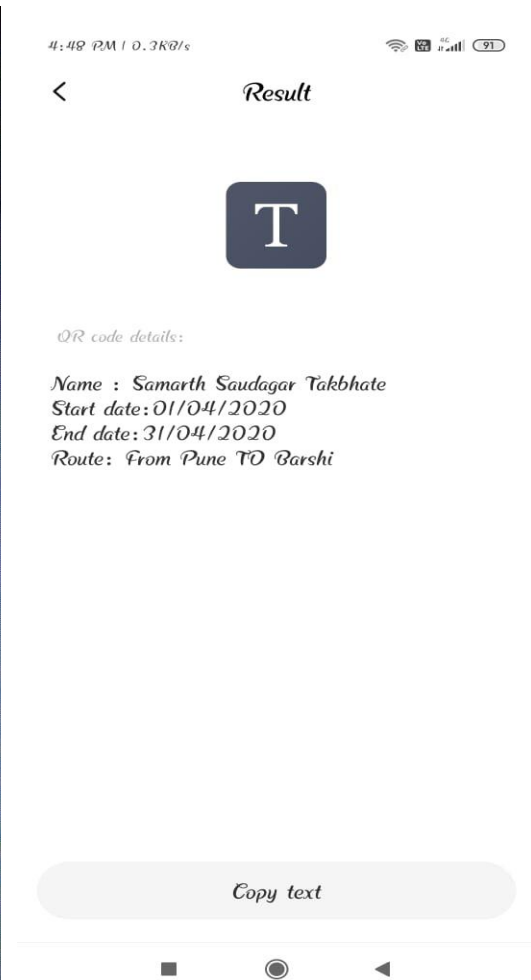 4:48 PM | 0.3KB/s
91
Result
T
QR code details:
Name : Samarth Saudagar Takbhate
Start date:01/04/2020
End date:31/04/2020
Route: From Pune TO Barshi
Copy text